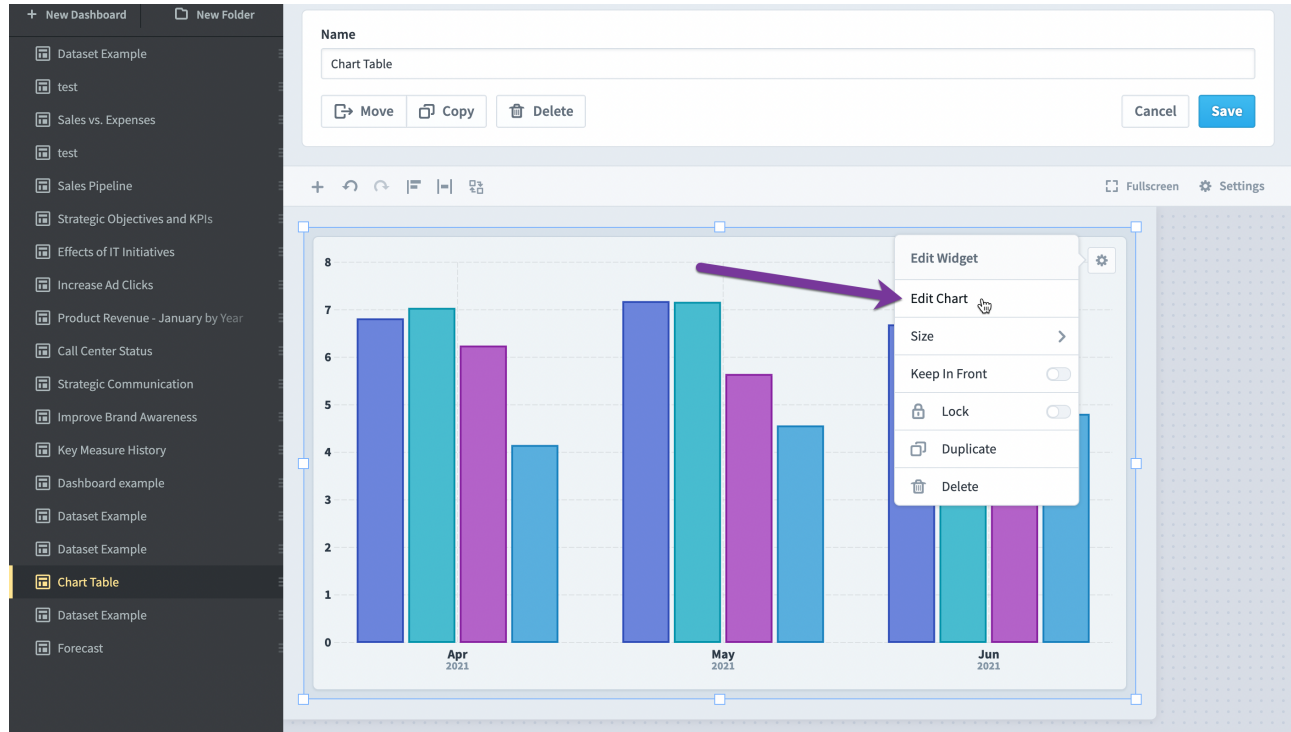 + New Dashboard
New Folder
Dataset Example
test
Sales vs. Expenses
test
Sales Pipeline
Strategic Objectives and KPIs
Effects of IT Initiatives
Increase Ad Clicks
Product Revenue - January by Year
Call Center Status
Strategic Communication
Improve Brand Awareness
Key Measure History
Dashboard example
Dataset Example
Dataset Example
Chart Table
Dataset Example
Forecast
Name
Chart Table
Move
Copy
Delete
Cancel
Save
Fullscreen
Settings
8
7
6
5
4
3
2
1
0
Apr
2021
May
2021
Jun
2021
Edit Widget
Edit Chart
Size
Keep In Front
Lock
Duplicate
Delete